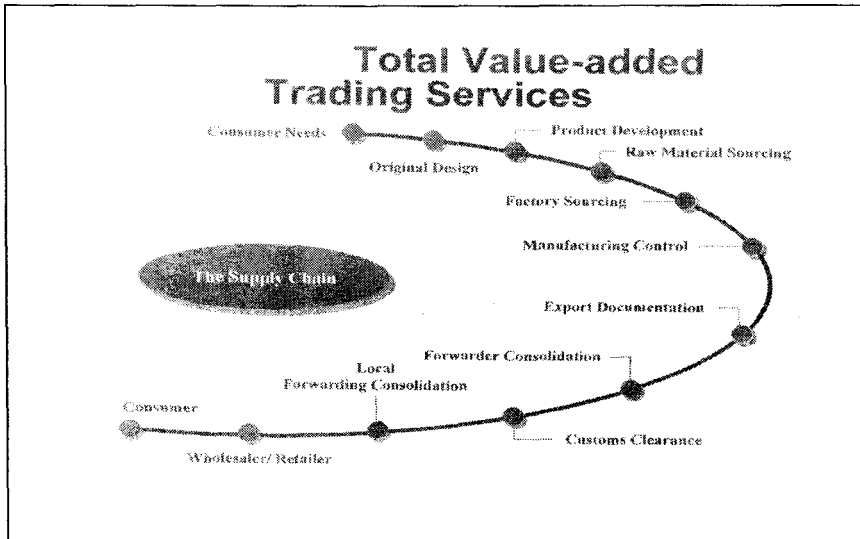 Total Value-added
Trading Services
Consumer Needs
Original Design
Product Development
Raw Material Sourcing
Factory Sourcing
Manufacturing Control
The Supply Chain
Export Documentation
Forwarder Consolidation
Local
Forwarding Consolidation
Customs Clearance
Consumer
Wholesaler/ Retailer